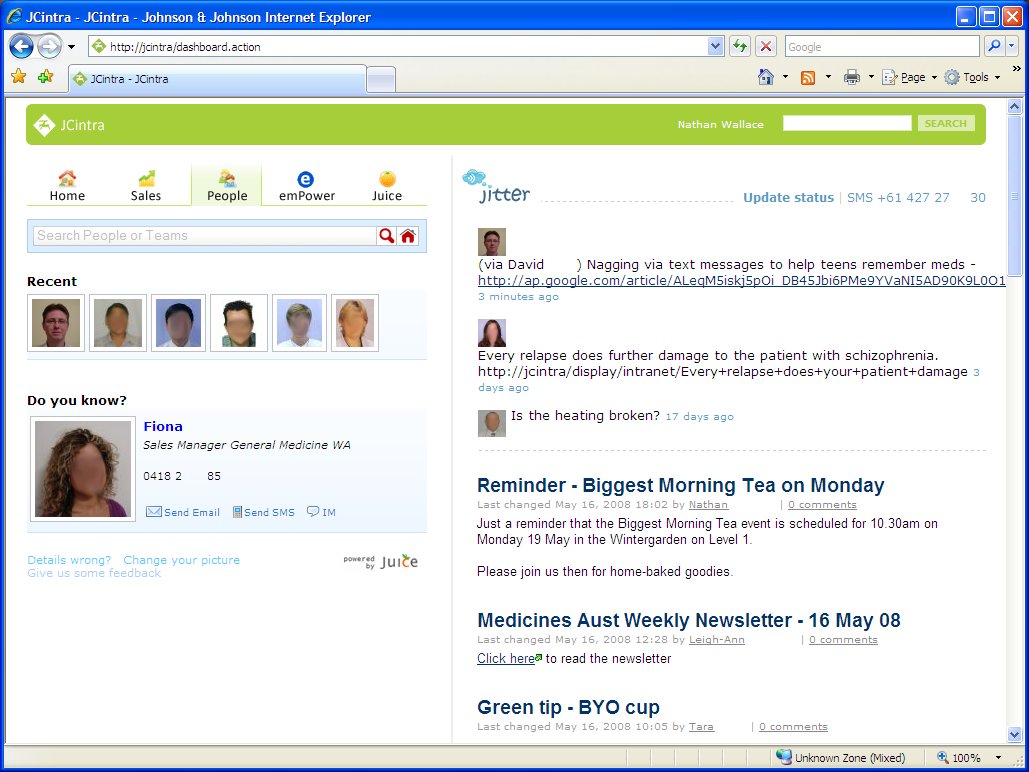 JCintra - JCintra - Johnson & Johnson Internet Explorer
http://jcintra/dashboard.action
Google
JCintra - JCintra
Page
Tools
JCintra
Nathan Wallace
SEARCH
Home
Sales
People
emPower
Juice
Search People or Teams
Recent
Do you know?
Fiona
Sales Manager General Medicine WA
0418 2 85
Send Email Send SMS IM
Details wrong? Change your picture
Give us some feedback
powered by Juice
jitter
Update status | SMS +61 427 27 30
(via David ) Nagging via text messages to help teens remember meds -
http://ap.google.com/article/ALeqM5iskj5pOi_DB45Jbi6PMe9YVaNI5AD90K9L0O1
3 minutes ago
Every relapse does further damage to the patient with schizophrenia.
http://jcintra/display/intranet/Every+relapse+does+your+patient+damage 3
days ago
Is the heating broken? 17 days ago
Reminder - Biggest Morning Tea on Monday
Last changed May 16, 2008 18:02 by Nathan | 0 comments
Just a reminder that the Biggest Morning Tea event is scheduled for 10.30am on
Monday 19 May in the Wintergarden on Level 1.
Please join us then for home-baked goodies.
Medicines Aust Weekly Newsletter - 16 May 08
Last changed May 16, 2008 12:28 by Leigh-Ann | 0 comments
Click here to read the newsletter
Green tip - BYO cup
Last changed May 16, 2008 10:05 by Tara | 0 comments
Unknown Zone (Mixed)
100%